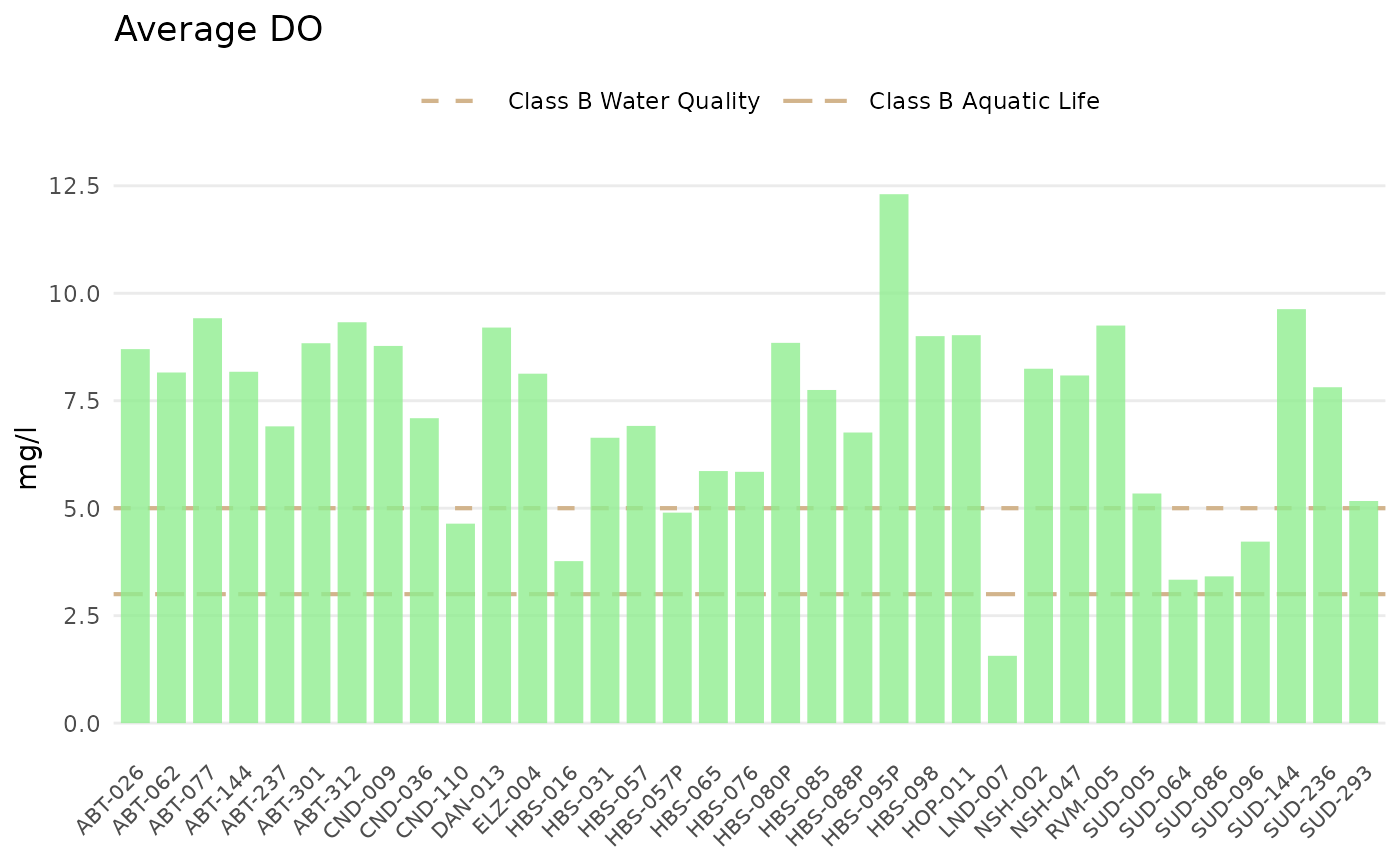 Average DO
Class B Water Quality
Class B Aquatic Life
mg/l
12.5
10.0
7.5
5.0
2.5
0.0
ABT-026
ABT-062
ABT-077
ABT-144
ABT-237
ABT-301
ABT-312
CND-009
CND-036
CND-110
DAN-013
ELZ-004
HBS-016
HBS-031
HBS-057
HBS-057P
HBS-065
HBS-076
HBS-080P
HBS-085
HBS-088P
HBS-095P
HBS-098
HOP-011
LND-007
NSH-002
NSH-047
RVM-005
SUD-005
SUD-064
SUD-086
SUD-096
SUD-144
SUD-236
SUD-293